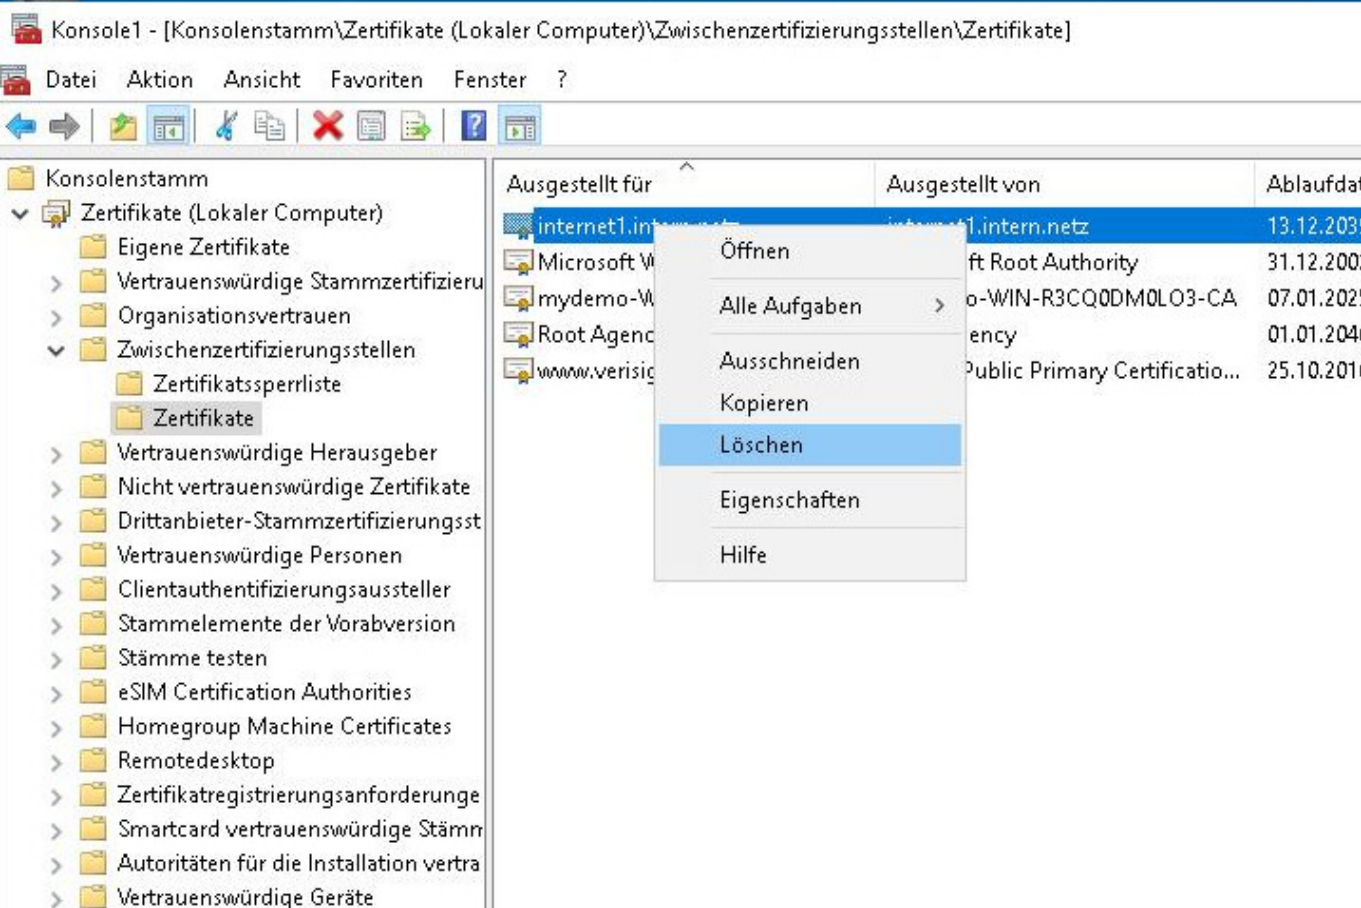 Konsole1 - [Konsolenstamm\Zertifikate (Lokaler Computer)\Zwischenzertifizierungsstellen\Zertifikate]
Datei Aktion Ansicht Favoriten Fenster ?
Konsolenstamm
Zertifikate (Lokaler Computer)
Eigene Zertifikate
Vertrauenswürdige Stammzertifizieru
Organisationsvertrauen
Zwischenzertifizierungsstellen
Zertifikatssperrliste
Zertifikate
Vertrauenswürdige Herausgeber
Nicht vertrauenswürdige Zertifikate
Drittanbieter-Stammzertifizierungsst
Vertrauenswürdige Personen
Clientauthentifizierungsaussteller
Stammelemente der Vorabversion
Stämme testen
eSIM Certification Authorities
Homegroup Machine Certificates
Remotedesktop
Zertifikatregistrierungsanforderunge
Smartcard vertrauenswürdige Stämm
Autoritäten für die Installation vertra
Vertrauenswürdige Geräte
Ausgestellt für Ausgestellt von Ablaufdat
internet1.intern.netz internet1.intern.netz 13.12.203
Microsoft W ft Root Authority 31.12.200
mydemo-W o-WIN-R3CQ0DM0LO3-CA 07.01.202
Root Agenc ency 01.01.204
www.verisig Public Primary Certificatio... 25.10.201
Öffnen
Alle Aufgaben
Ausschneiden
Kopieren
Löschen
Eigenschaften
Hilfe